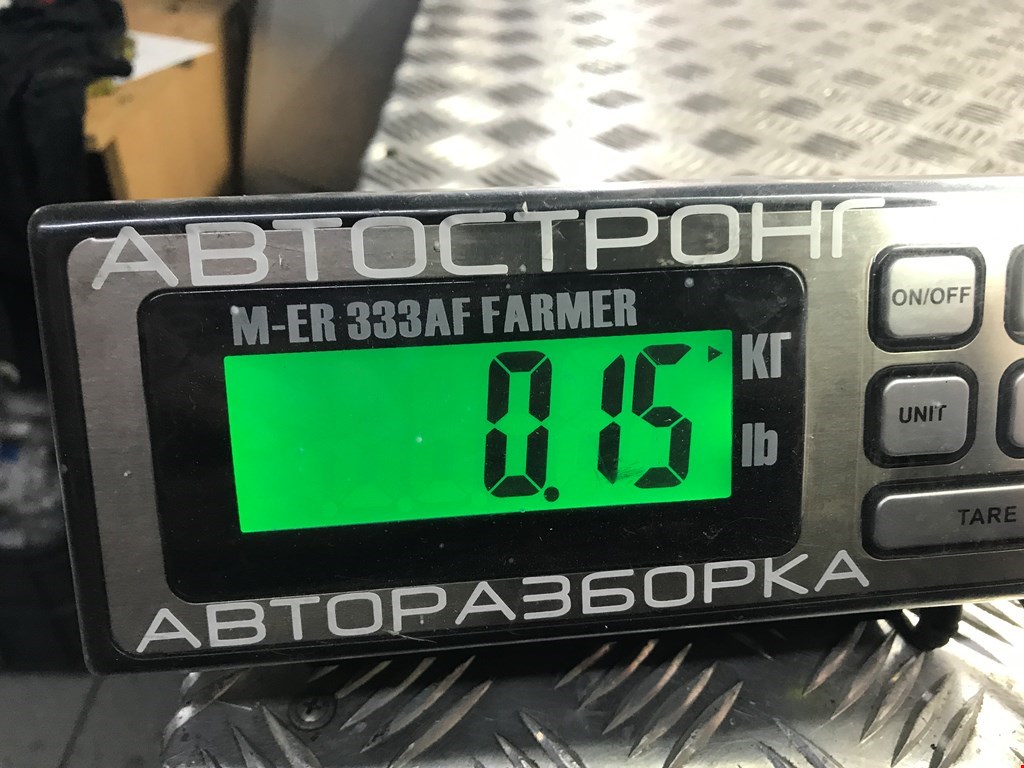 АВТОСТРОНГ
M-ER 333AF FARMER
0.15
КГ
lb
ON/OFF
UNIT
TARE
АВТОРАЗБОРКА